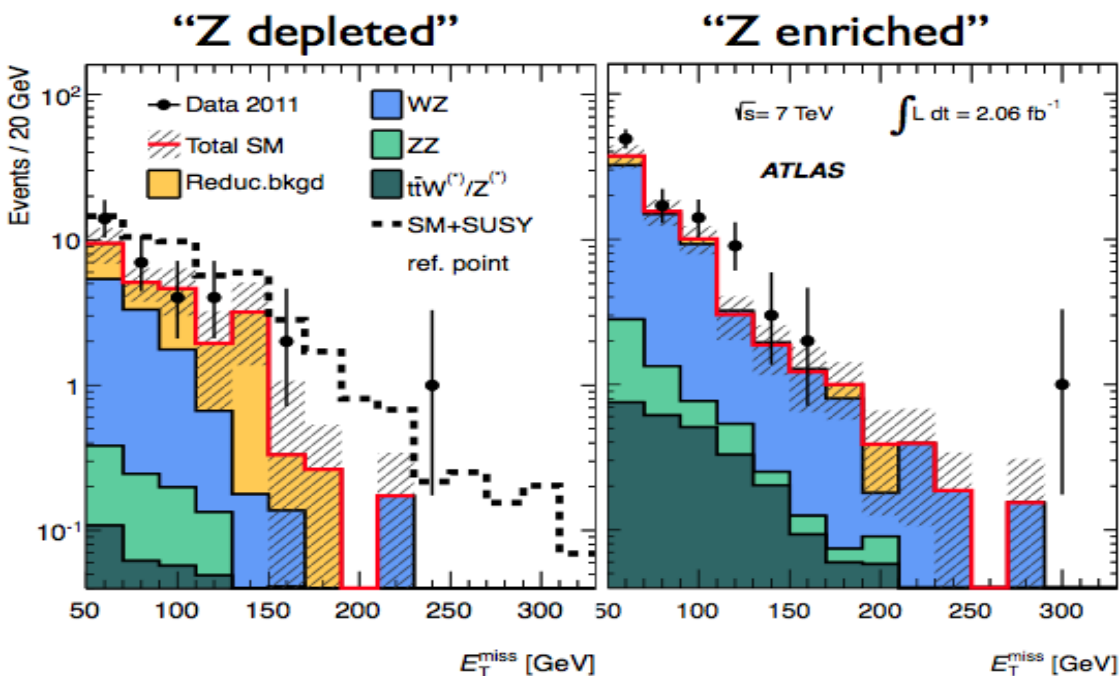 “Z depleted”
“Z enriched”
Events / 20 GeV
10²
10
1
10⁻¹
Data 2011
Total SM
Reduc.bkgd
WZ
ZZ
tt̄W⁽*⁾/Z⁽*⁾
SM+SUSY
ref. point
√s= 7 TeV
∫L dt = 2.06 fb⁻¹
ATLAS
50 100 150 200 250 300
50 100 150 200 250 300
E_T^miss [GeV]
E_T^miss [GeV]